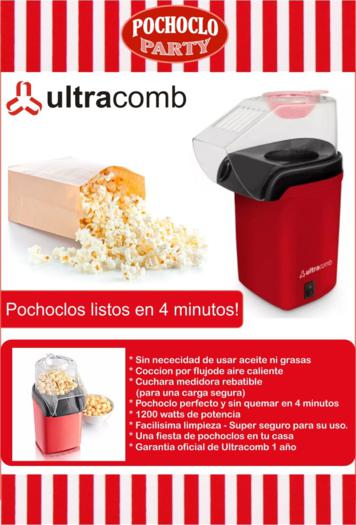 POCHOCLO
PARTY
ultracomb
ultracomb
Pochoclos listos en 4 minutos!
* Sin nececidad de usar aceite ni grasas
* Coccion por flujode aire caliente
* Cuchara medidora rebatible
(para una carga segura)
* Pochoclo perfecto y sin quemar en 4 minutos
* 1200 watts de potencia
* Facilisima limpieza - Super seguro para su uso.
* Una fiesta de pochoclos en tu casa
* Garantia oficial de Ultracomb 1 año